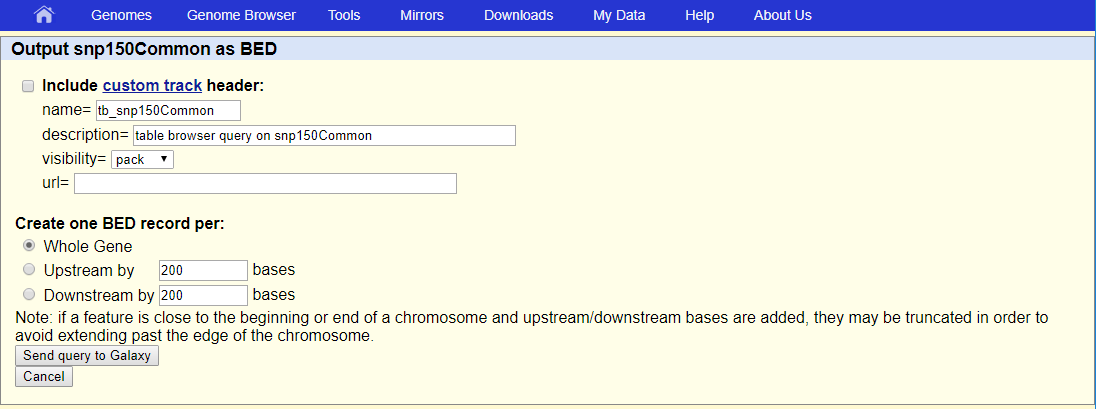 Genomes Genome Browser Tools Mirrors Downloads My Data Help About Us
Output snp150Common as BED
Include custom track header:
name= tb_snp150Common
description= table browser query on snp150Common
visibility= pack
url=
Create one BED record per:
Whole Gene
Upstream by 200 bases
Downstream by 200 bases
Note: if a feature is close to the beginning or end of a chromosome and upstream/downstream bases are added, they may be truncated in order to
avoid extending past the edge of the chromosome.
Send query to Galaxy
Cancel